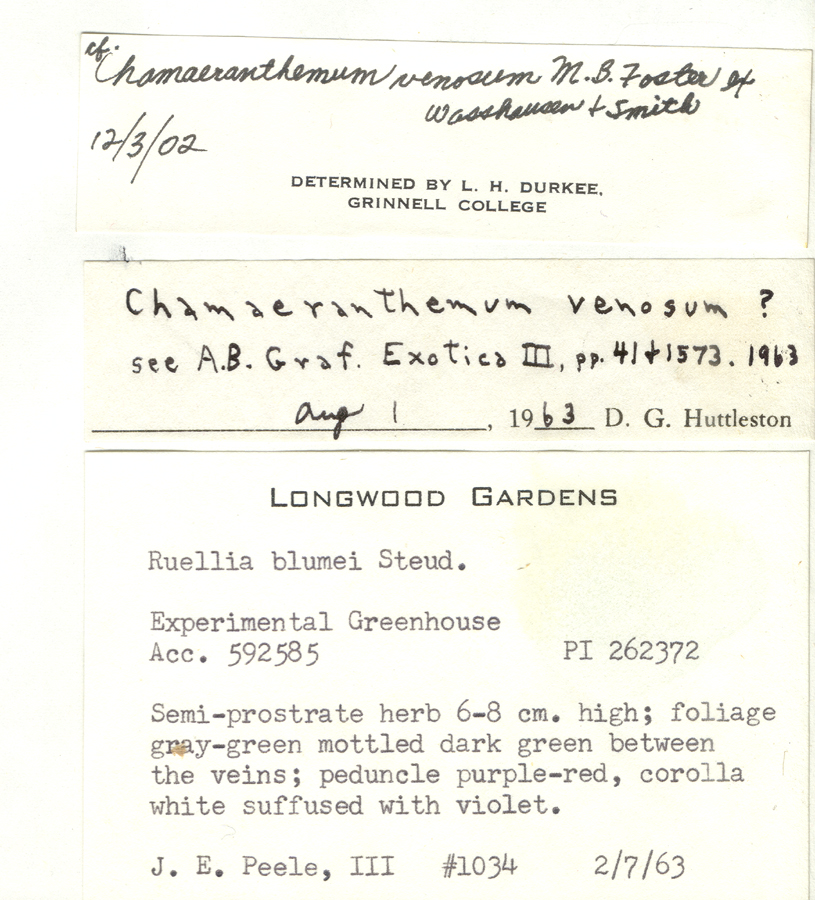 cf.
Chamaeranthemum venosum M.B. Foster ex
Wasshausen & Smith
12/3/02
DETERMINED BY L. H. DURKEE,
GRINNELL COLLEGE
Chamaeranthemum venosum ?
see A.B. Graf. Exotica III, pp. 41 & 1573. 1963
Aug 1, 1963 D. G. Huttleston
LONGWOOD GARDENS
Ruellia blumei Steud.
Experimental Greenhouse
Acc. 592585 PI 262372
Semi-prostrate herb 6-8 cm. high; foliage
gray-green mottled dark green between
the veins; peduncle purple-red, corolla
white suffused with violet.
J. E. Peele, III #1034 2/7/63